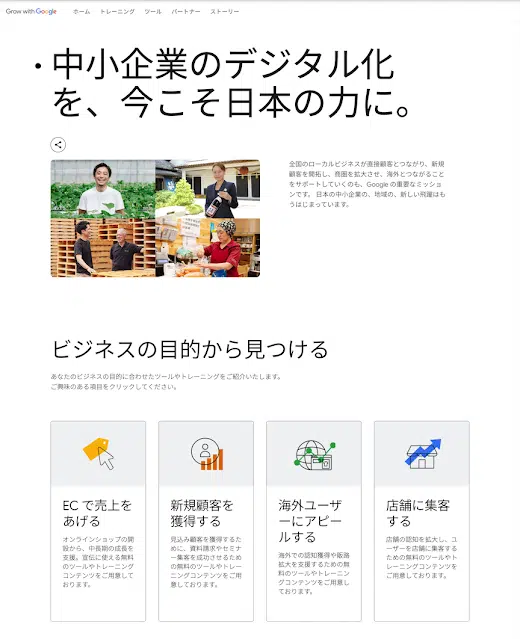 Grow with Google ホーム トレーニング ツール パートナー ストーリー
中小企業のデジタル化
を、今こそ日本の力に。
全国のローカルビジネスが直接顧客とつながり、新規
顧客を開拓し、商圏を拡大させ、海外とつながること
をサポートしていくのも、Google の重要なミッショ
ンです。 日本の中小企業の、地域の、新しい飛躍はも
うはじまっています。
ビジネスの目的から見つける
あなたのビジネスの目的に合わせたツールやトレーニングをご紹介いたします。
ご興味のある項目をクリックしてください。
EC で売上を
あげる
オンラインショップの開
設から、中長期の成長を
支援。宣伝に使える無料
のツールやトレーニング
コンテンツをご用意して
おります。
新規顧客を
獲得する
見込み顧客を獲得するた
めに、資料請求やセミナ
ー集客を成功させるため
の無料のツールやトレー
ニングコンテンツをご用
意しております。
海外ユーザ
ーにアピー
ルする
海外での認知獲得や販路
拡大を支援するための無
料のツールやトレーニン
グコンテンツをご用意し
ております。
店舗に集客
する
店舗の認知を拡大し、ユ
ーザーを店舗に集客する
ための無料のツールやト
レーニングコンテンツを
ご用意しております。